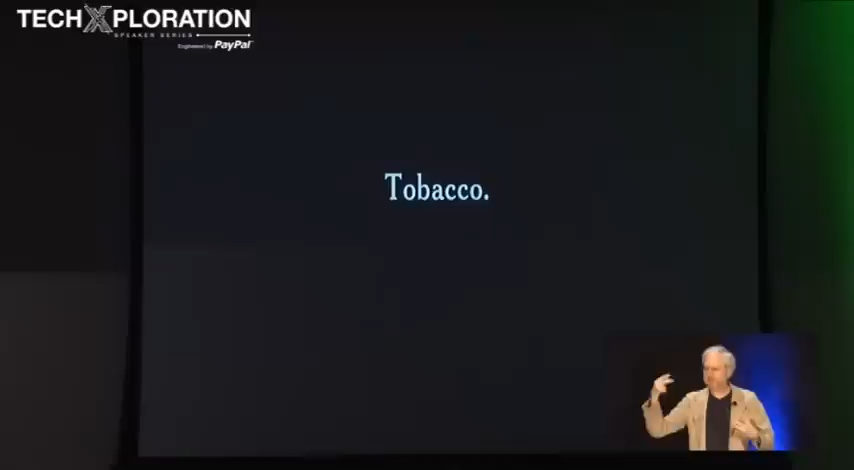 TECHXPLORATION
SPEAKER SERIES
Engineered by PayPal
Tobacco.